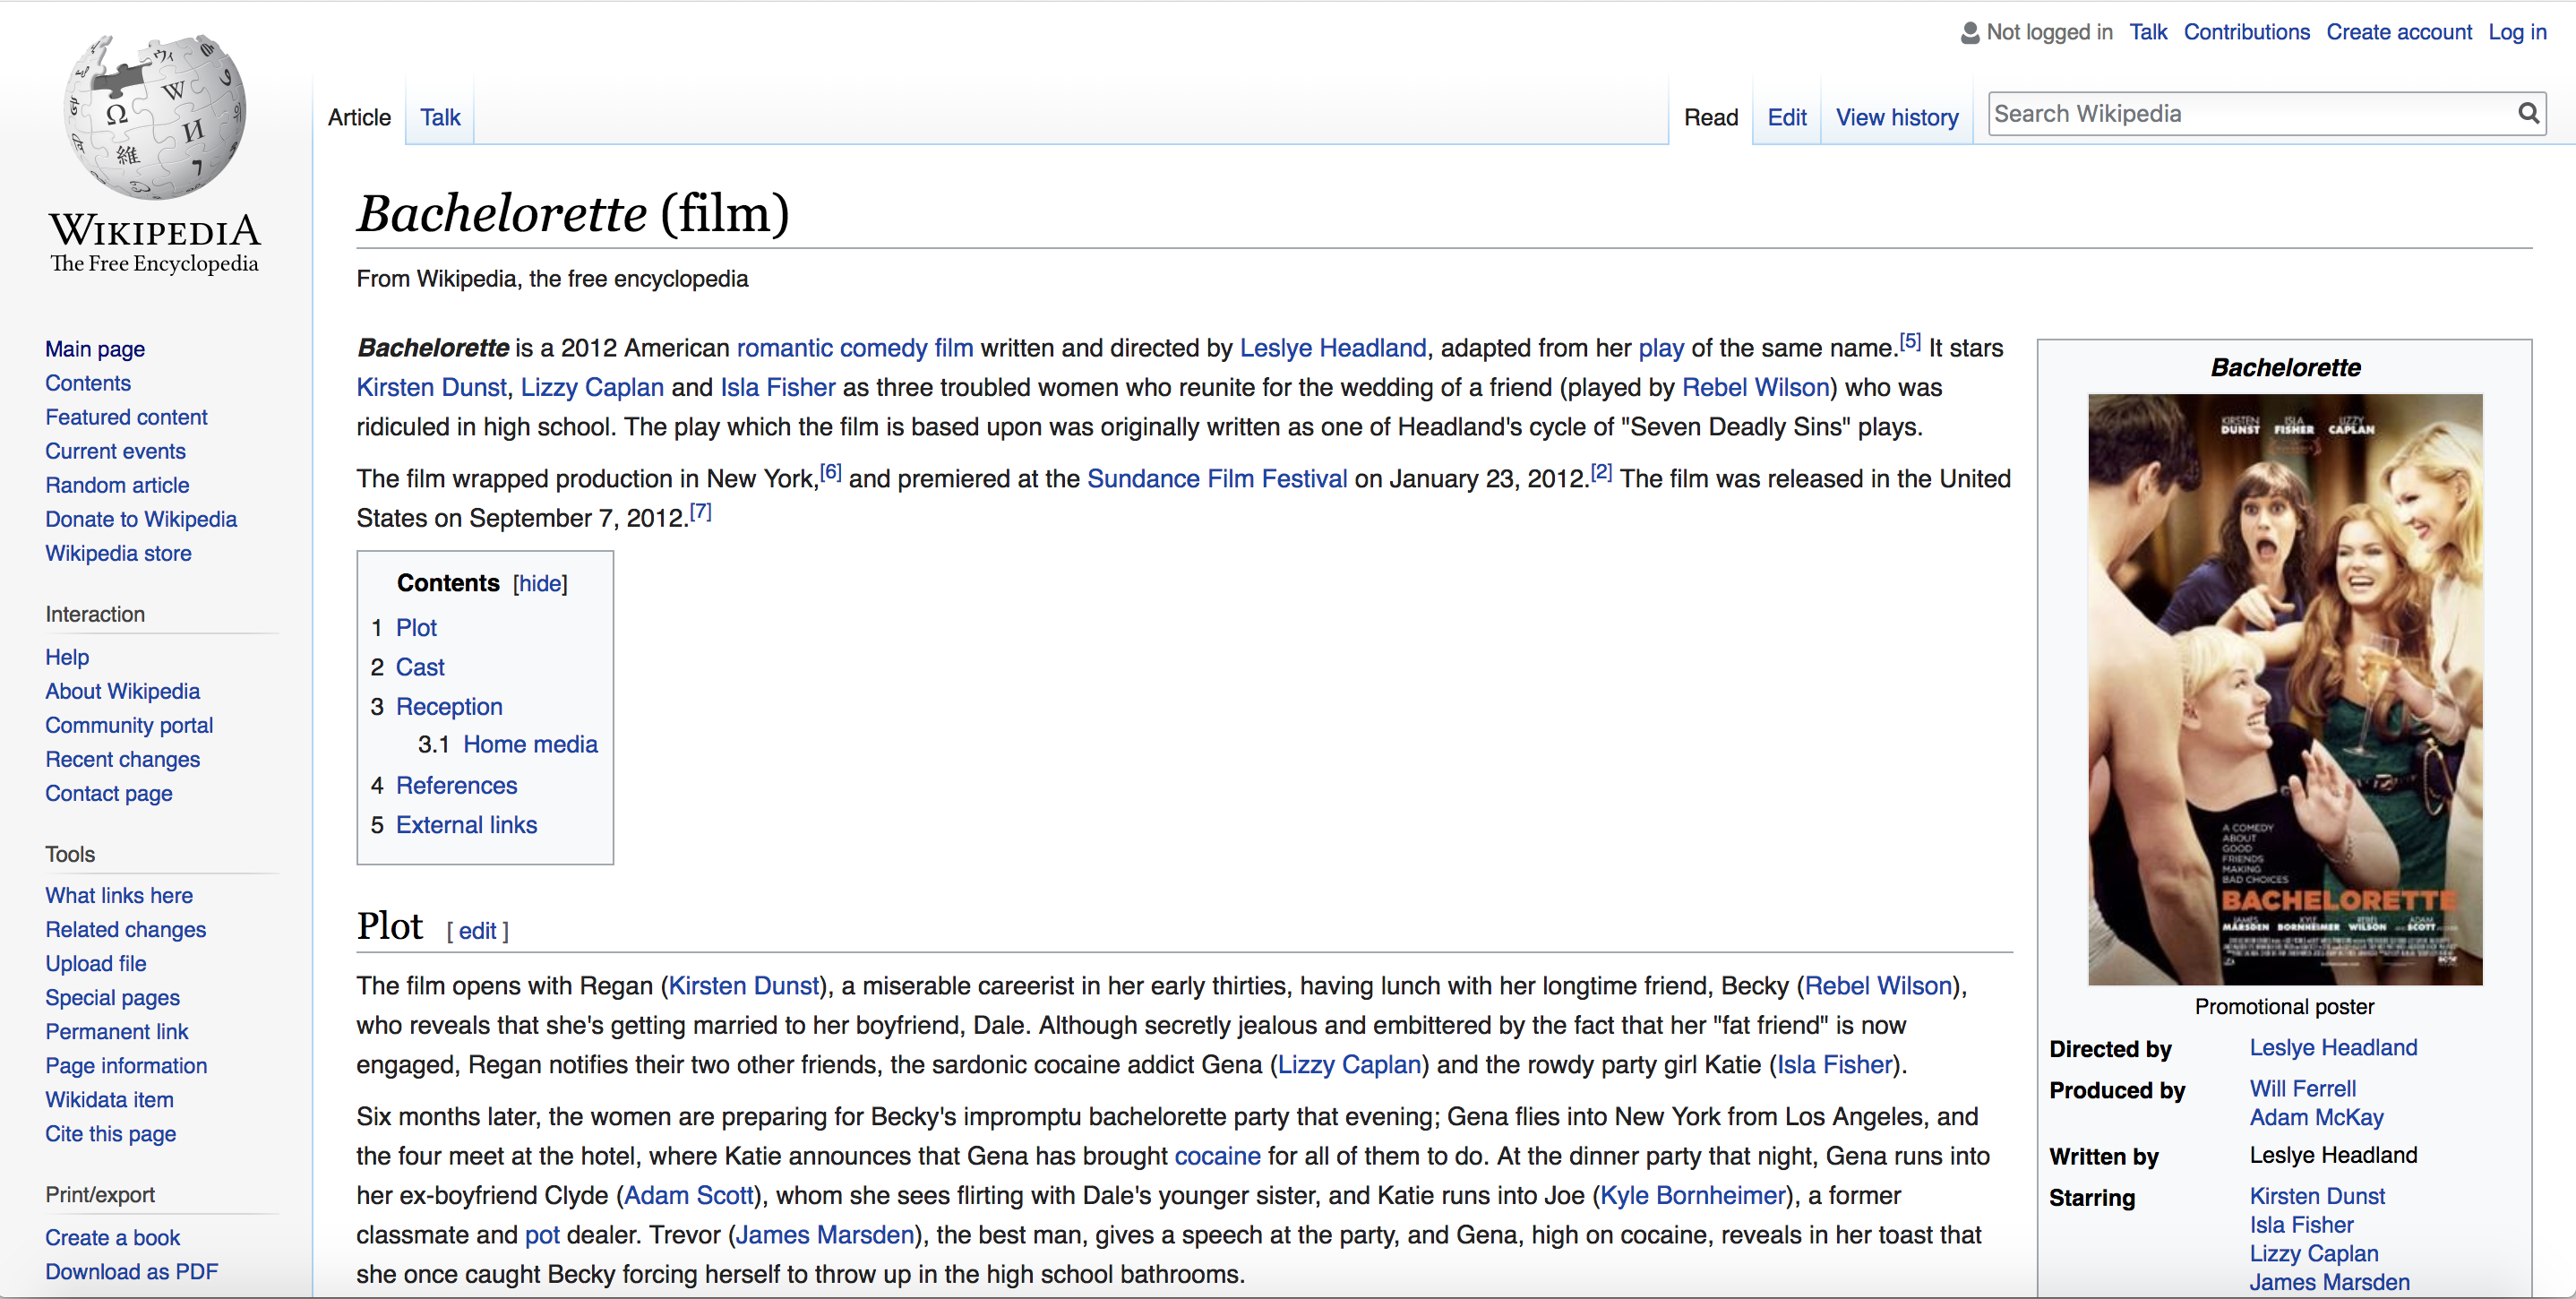 Not logged in Talk Contributions Create account Log in
Article Talk Read Edit View history Search Wikipedia
WIKIPEDIA
The Free Encyclopedia
Main page
Contents
Featured content
Current events
Random article
Donate to Wikipedia
Wikipedia store
Interaction
Help
About Wikipedia
Community portal
Recent changes
Contact page
Tools
What links here
Related changes
Upload file
Special pages
Permanent link
Page information
Wikidata item
Cite this page
Print/export
Create a book
Download as PDF
Bachelorette (film)
From Wikipedia, the free encyclopedia
Bachelorette is a 2012 American romantic comedy film written and directed by Leslye Headland, adapted from her play of the same name.[5] It stars
Kirsten Dunst, Lizzy Caplan and Isla Fisher as three troubled women who reunite for the wedding of a friend (played by Rebel Wilson) who was
ridiculed in high school. The play which the film is based upon was originally written as one of Headland's cycle of "Seven Deadly Sins" plays.
The film wrapped production in New York,[6] and premiered at the Sundance Film Festival on January 23, 2012.[2] The film was released in the United
States on September 7, 2012.[7]
Contents [hide]
1 Plot
2 Cast
3 Reception
3.1 Home media
4 References
5 External links
Plot [ edit ]
The film opens with Regan (Kirsten Dunst), a miserable careerist in her early thirties, having lunch with her longtime friend, Becky (Rebel Wilson),
who reveals that she's getting married to her boyfriend, Dale. Although secretly jealous and embittered by the fact that her "fat friend" is now
engaged, Regan notifies their two other friends, the sardonic cocaine addict Gena (Lizzy Caplan) and the rowdy party girl Katie (Isla Fisher).
Six months later, the women are preparing for Becky's impromptu bachelorette party that evening; Gena flies into New York from Los Angeles, and
the four meet at the hotel, where Katie announces that Gena has brought cocaine for all of them to do. At the dinner party that night, Gena runs into
her ex-boyfriend Clyde (Adam Scott), whom she sees flirting with Dale's younger sister, and Katie runs into Joe (Kyle Bornheimer), a former
classmate and pot dealer. Trevor (James Marsden), the best man, gives a speech at the party, and Gena, high on cocaine, reveals in her toast that
she once caught Becky forcing herself to throw up in the high school bathrooms.
Bachelorette
KIRSTEN DUNST ISLA FISHER LIZZY CAPLAN
A COMEDY
ABOUT
GOOD
FRIENDS
MAKING
BAD CHOICES
BACHELORETTE
JAMES MARSDEN KYLE BORNHEIMER REBEL WILSON AND ADAM SCOTT
Promotional poster
Directed by Leslye Headland
Produced by Will Ferrell
Adam McKay
Written by Leslye Headland
Starring Kirsten Dunst
Isla Fisher
Lizzy Caplan
James Marsden